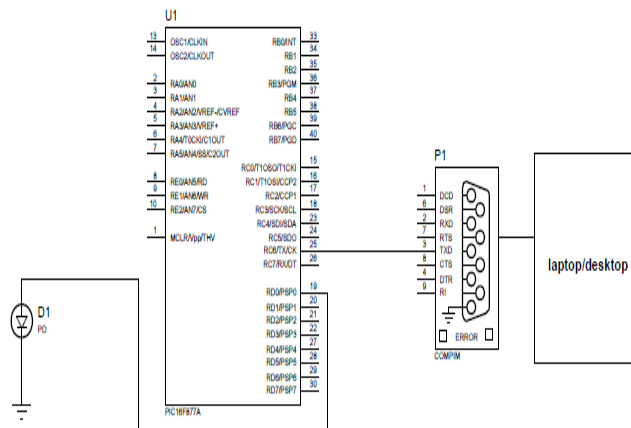 U1
13 OSC1/CLKIN RB0/INT 33
14 OSC2/CLKOUT RB1 34
RB2 35
2 RA0/AN0 RB3/PGM 36
3 RA1/AN1 RB4 37
4 RA2/AN2/VREF-/CVREF RB5 38
5 RA3/AN3/VREF+ RB6/PGC 39
6 RA4/T0CKI/C1OUT RB7/PGD 40
7 RA5/AN4/SS/C2OUT
RC0/T1OSO/T1CKI 15
8 RE0/AN5/RD RC1/T1OSI/CCP2 16
9 RE1/AN6/WR RC2/CCP1 17
10 RE2/AN7/CS RC3/SCK/SCL 18
RC4/SDI/SDA 23
1 MCLR/Vpp/THV RC5/SDO 24
RC6/TX/CK 25
RC7/RX/DT 26
RD0/PSP0 19
RD1/PSP1 20
RD2/PSP2 21
RD3/PSP3 22
RD4/PSP4 27
RD5/PSP5 28
RD6/PSP6 29
RD7/PSP7 30
PIC16F877A
D1
PD
P1
1 DCD
6 DSR
2 RXD
7 RTS
3 TXD
8 CTS
4 DTR
9 RI
ERROR
COMPIM
laptop/desktop